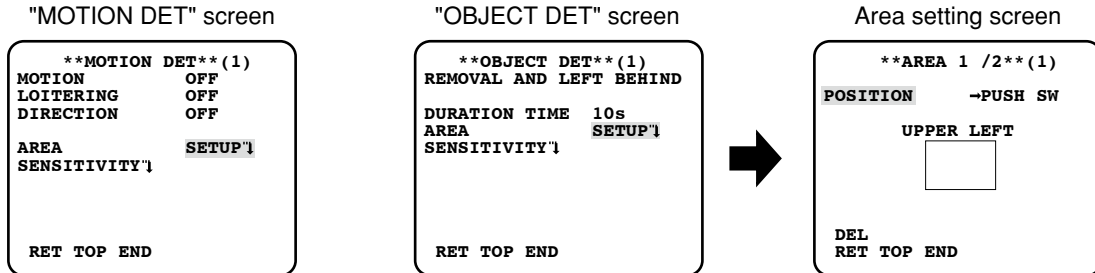 "MOTION DET" screen
**MOTION DET**(1)
MOTION OFF
LOITERING OFF
DIRECTION OFF
AREA SETUP↓
SENSITIVITY↓
RET TOP END
"OBJECT DET" screen
**OBJECT DET**(1)
REMOVAL AND LEFT BEHIND
DURATION TIME 10s
AREA SETUP↓
SENSITIVITY↓
RET TOP END
Area setting screen
**AREA 1 /2**(1)
POSITION →PUSH SW
UPPER LEFT
DEL
RET TOP END